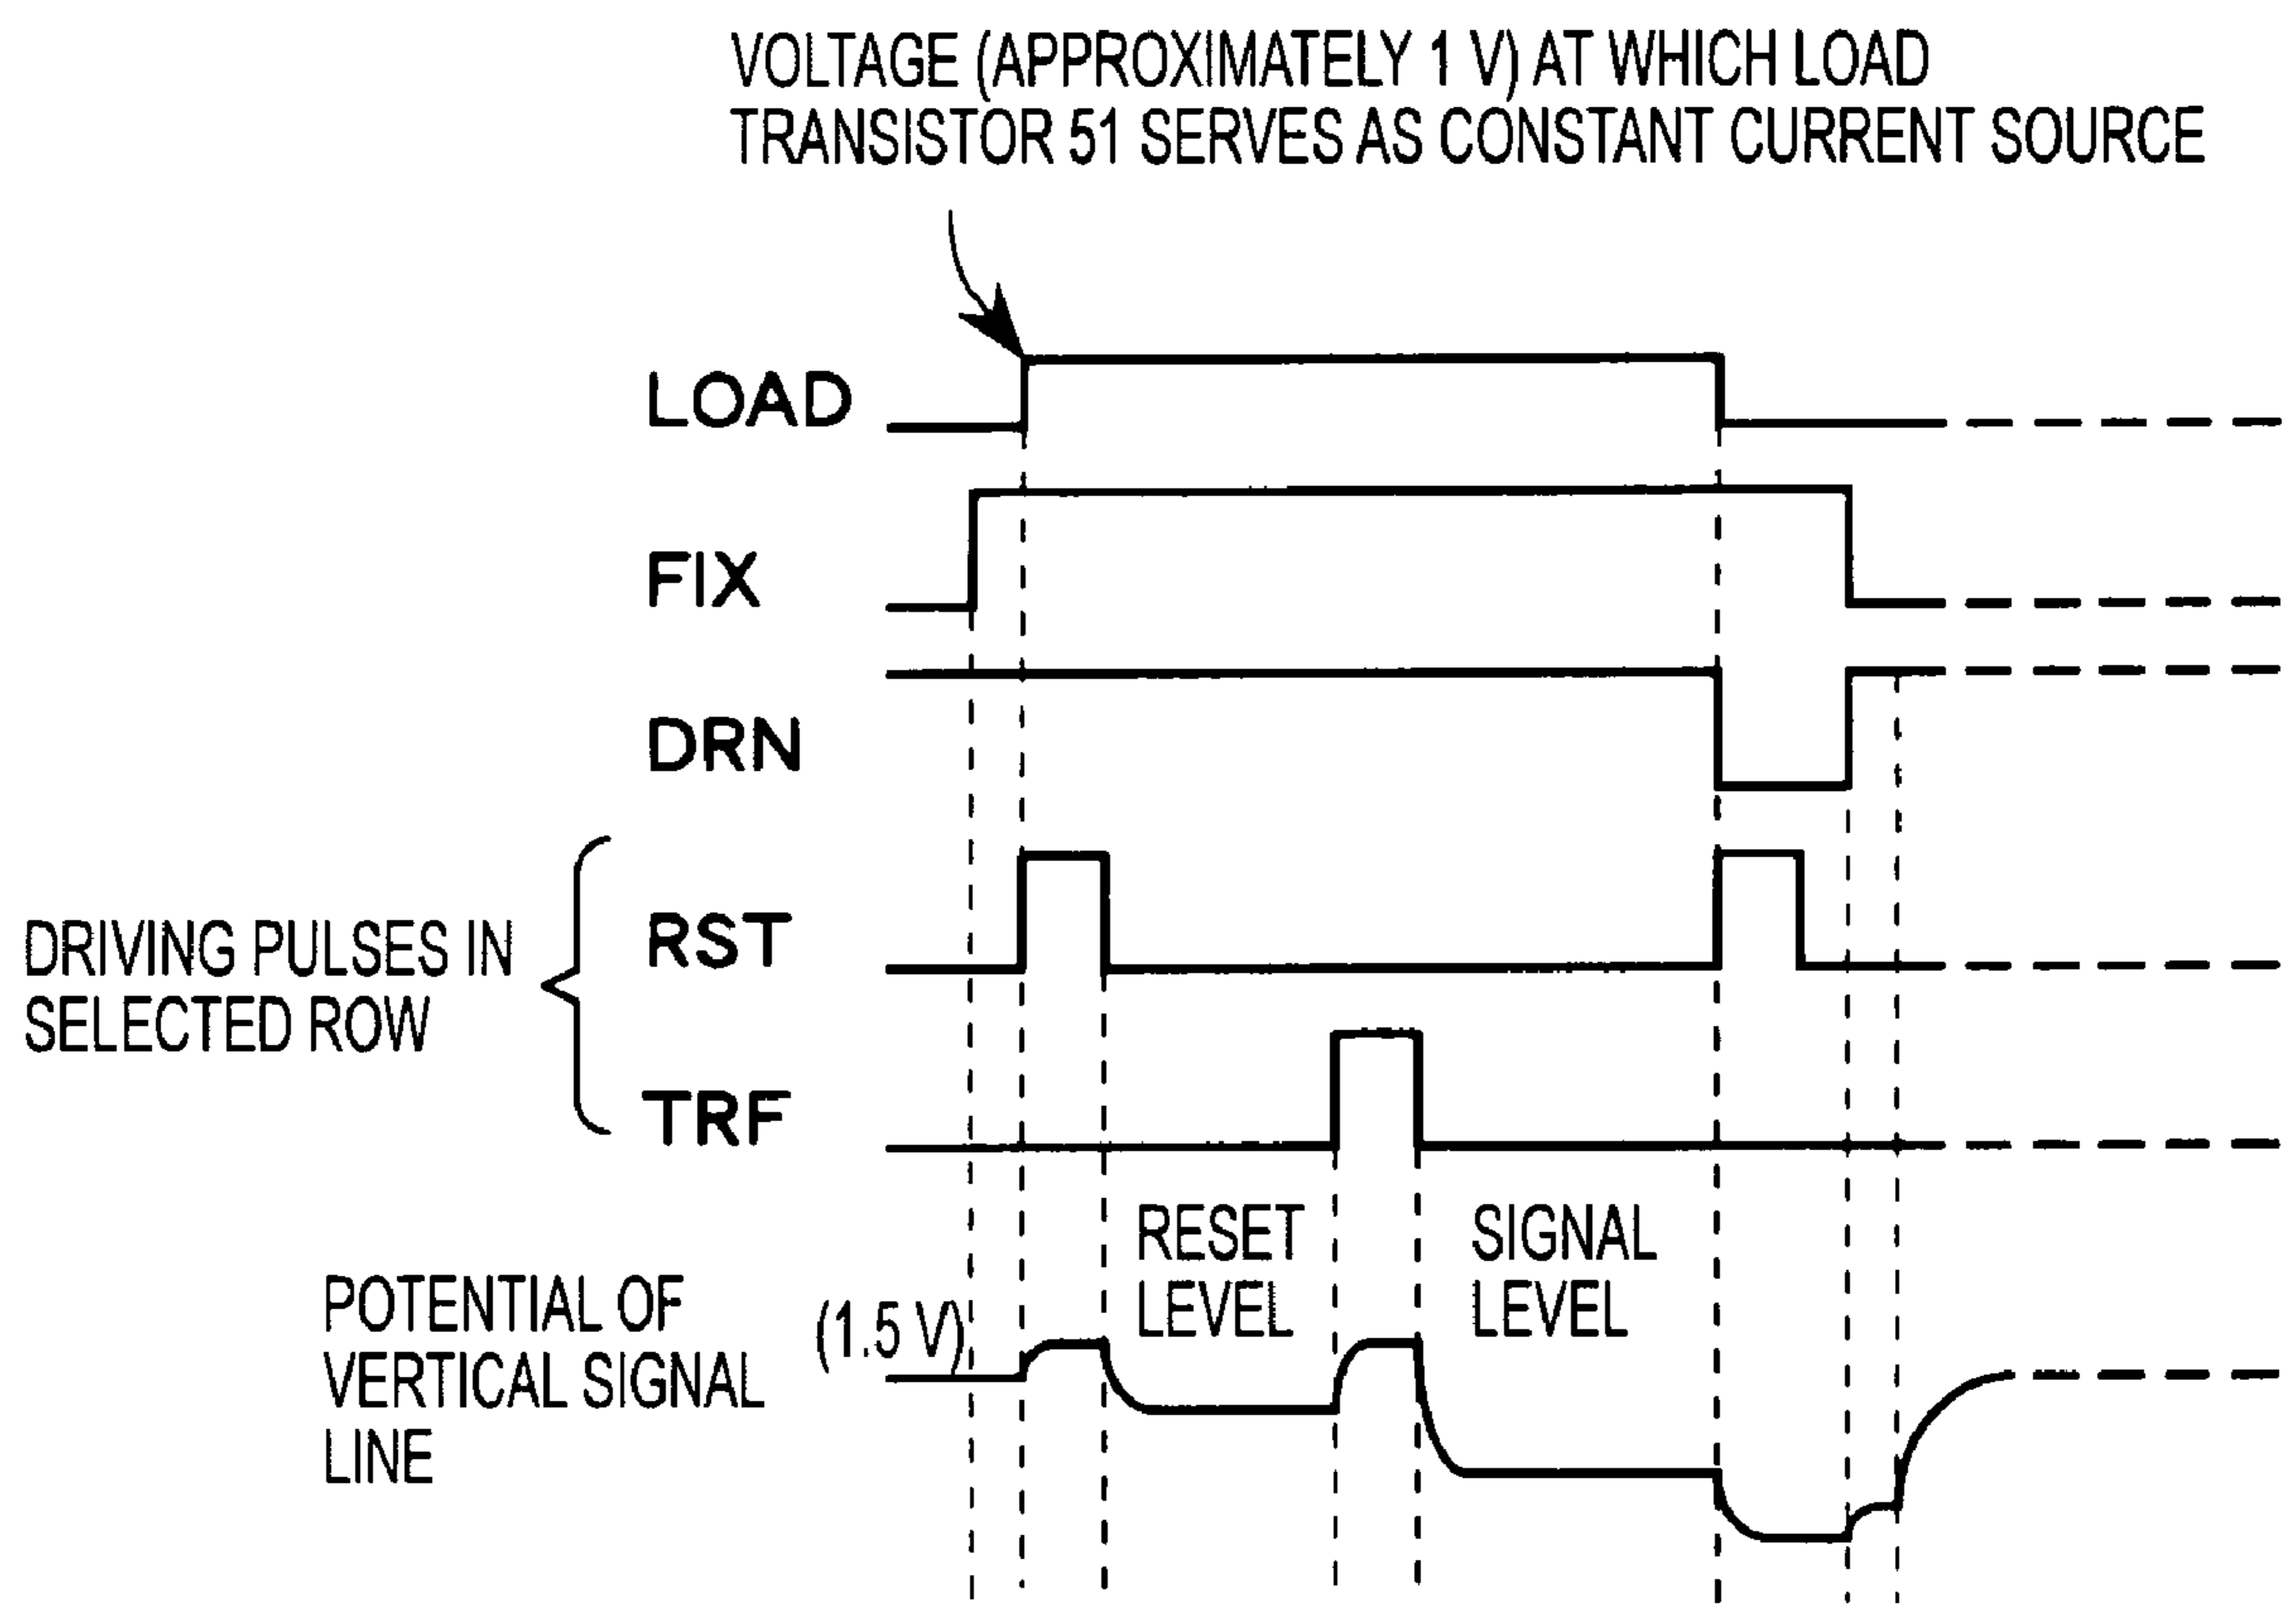 VOLTAGE (APPROXIMATELY 1 V) AT WHICH LOAD
TRANSISTOR 51 SERVES AS CONSTANT CURRENT SOURCE
LOAD
FIX
DRN
DRIVING PULSES IN
SELECTED ROW
RST
TRF
RESET
LEVEL
SIGNAL
LEVEL
POTENTIAL OF
VERTICAL SIGNAL
LINE
(1.5 V)